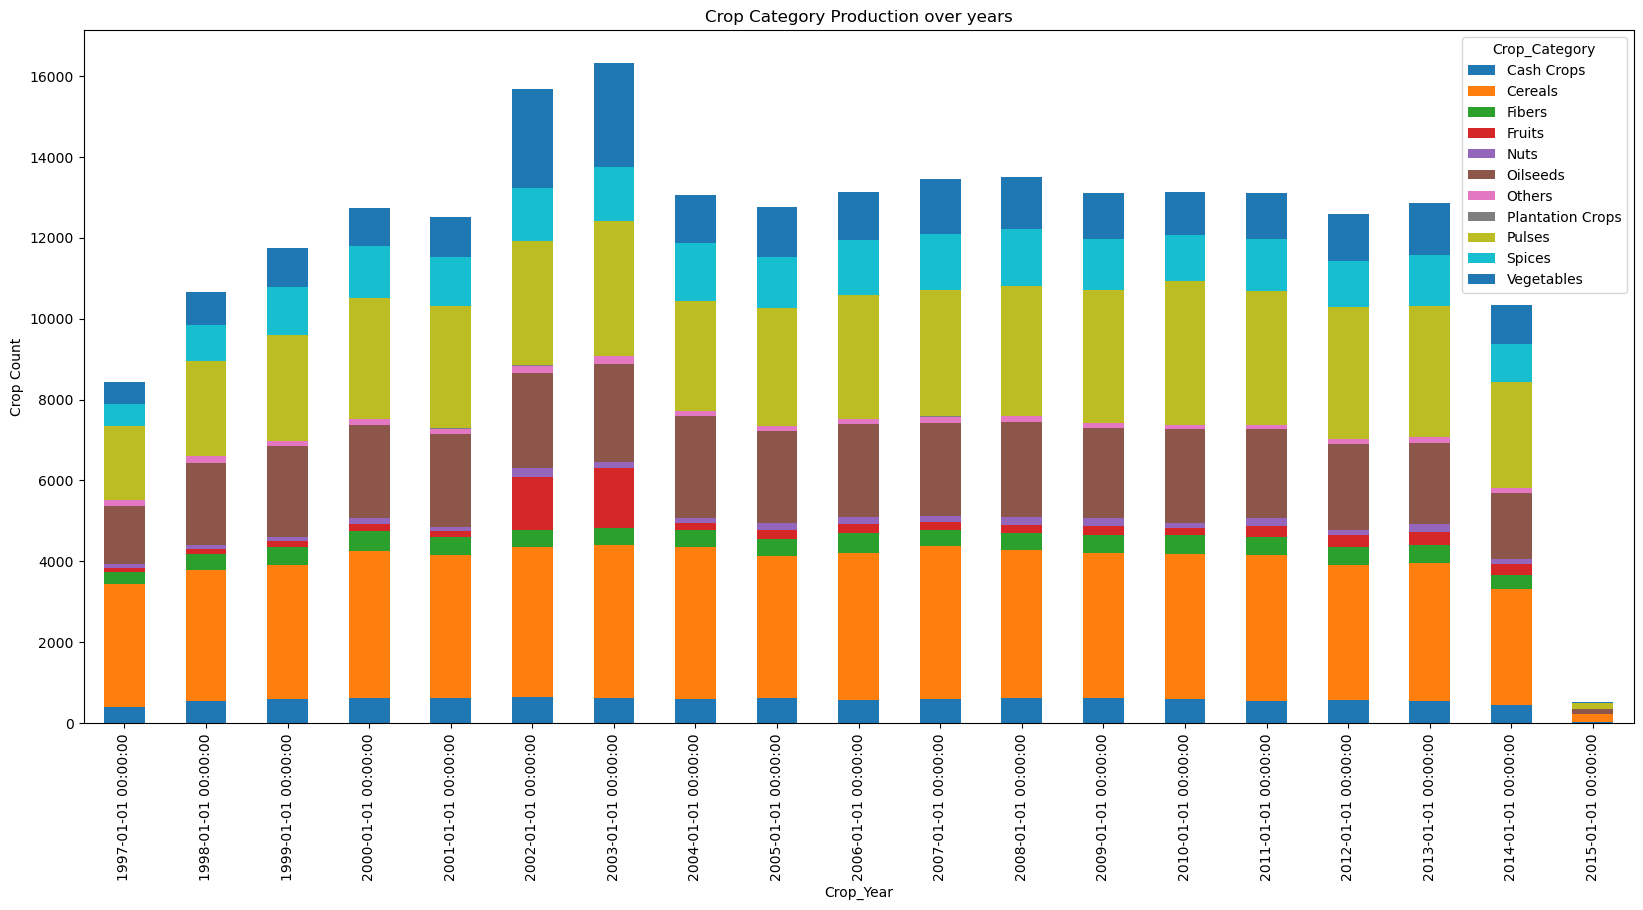 Crop Category Production over years
Crop_Category
Cash Crops
Cereals
Fibers
Fruits
Nuts
Oilseeds
Others
Plantation Crops
Pulses
Spices
Vegetables
Crop Count
16000
14000
12000
10000
8000
6000
4000
2000
0
1997-01-01 00:00:00
1998-01-01 00:00:00
1999-01-01 00:00:00
2000-01-01 00:00:00
2001-01-01 00:00:00
2002-01-01 00:00:00
2003-01-01 00:00:00
2004-01-01 00:00:00
2005-01-01 00:00:00
2006-01-01 00:00:00
2007-01-01 00:00:00
2008-01-01 00:00:00
2009-01-01 00:00:00
2010-01-01 00:00:00
2011-01-01 00:00:00
2012-01-01 00:00:00
2013-01-01 00:00:00
2014-01-01 00:00:00
2015-01-01 00:00:00
Crop_Year